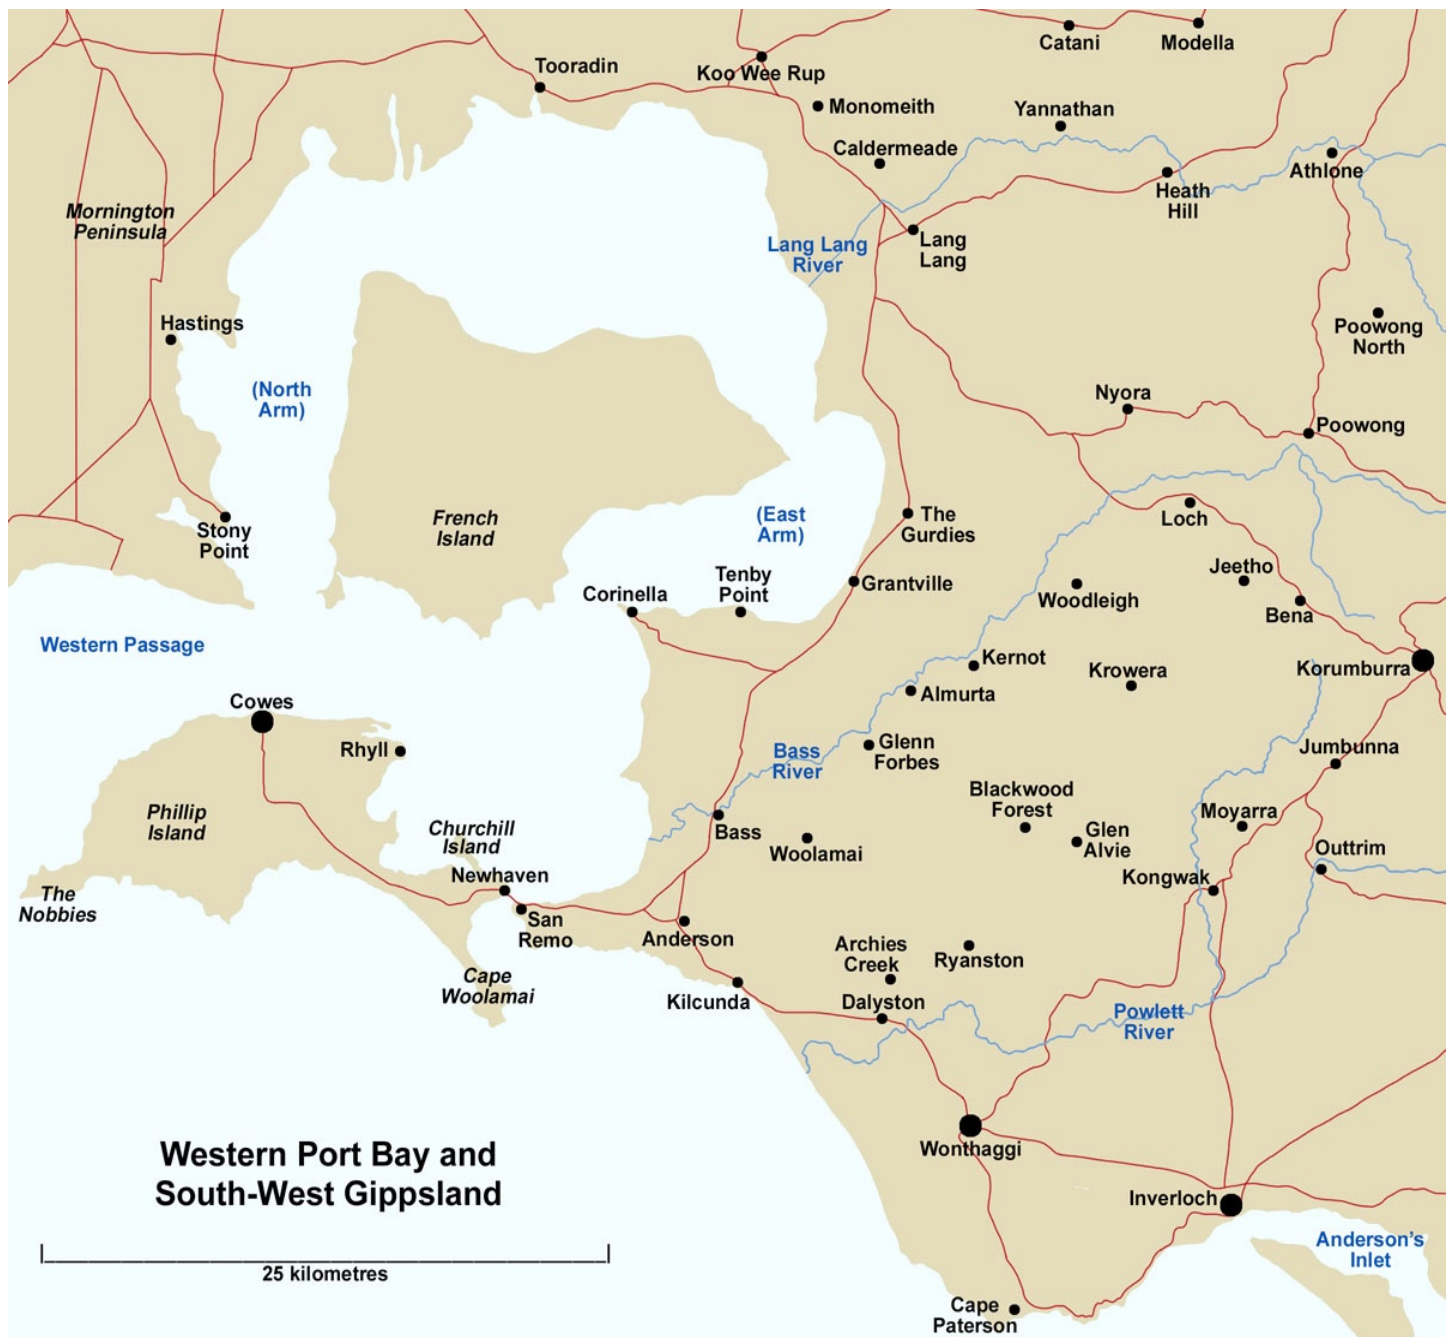 Catani
Modella
Tooradin
Koo Wee Rup
Monomeith
Yannathan
Caldermeade
Athlone
Heath
Hill
Mornington
Peninsula
Lang Lang
River
Lang
Lang
Hastings
Poowong
North
(North
Arm)
Nyora
Poowong
French
Island
(East
Arm)
The
Gurdies
Loch
Stony
Point
Jeetho
Corinella
Tenby
Point
Grantville
Woodleigh
Bena
Western Passage
Kernot
Krowera
Korumburra
Cowes
Almurta
Rhyll
Bass
River
Glenn
Forbes
Jumbunna
Phillip
Island
Churchill
Island
Blackwood
Forest
Moyarra
Bass
Woolamai
Glen
Alvie
Outtrim
Newhaven
Kongwak
The
Nobbies
San
Remo
Anderson
Archies
Creek
Ryanston
Cape
Woolamai
Kilcunda
Dalyston
Powlett
River
Wonthaggi
Western Port Bay and
South-West Gippsland
Inverloch
Anderson's
Inlet
25 kilometres
Cape
Paterson